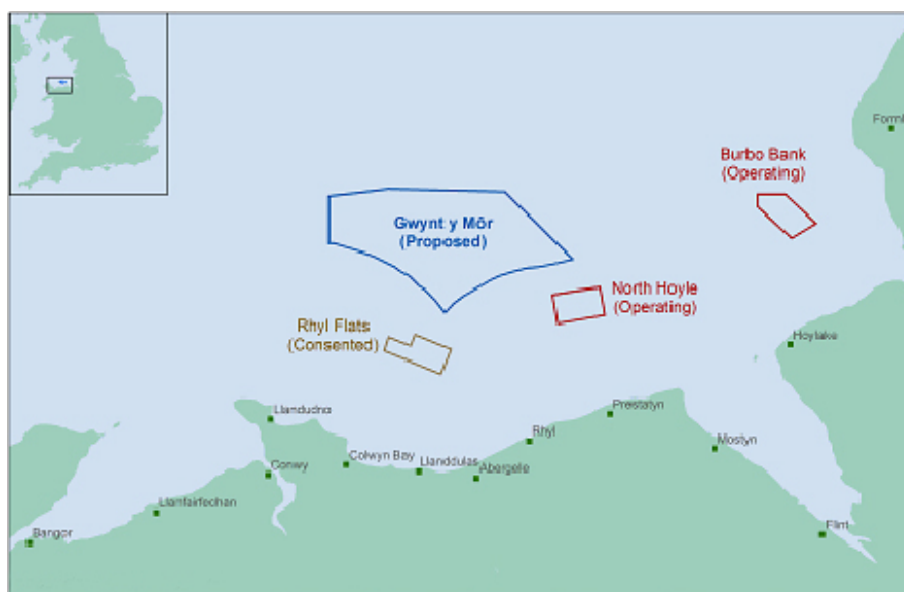 Formb
Burbo Bank
(Operating)
Gwynt y Môr
(Proposed)
North Hoyle
(Operating)
Rhyl Flats
(Consented)
Hoylake
Llandudno
Prestatyn
Rhyl
Mostyn
Colwyn Bay
Llanddulas
Abergele
Conwy
Llanfairfechan
Bangor
Flint